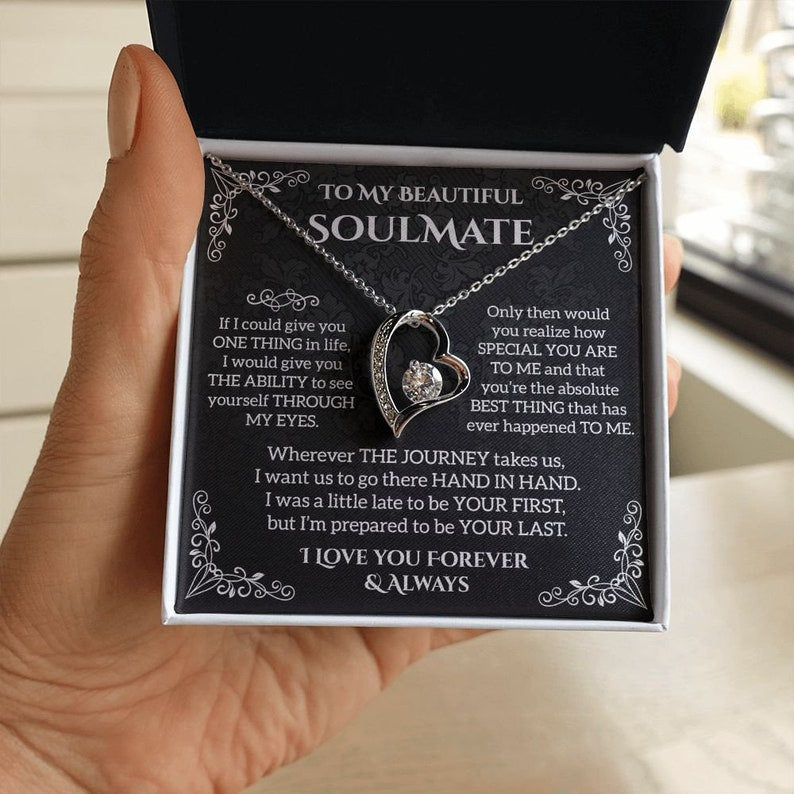 To My Beautiful
Soulmate
If I could give you
ONE THING in life,
I would give you
THE ABILITY to see
yourself THROUGH
MY EYES.
Only then would
you realize how
SPECIAL YOU ARE
TO ME and that
you're the absolute
BEST THING that has
ever happened TO ME.
Wherever THE JOURNEY takes us,
I want us to go there HAND IN HAND.
I was a little late to be YOUR FIRST,
but I'm prepared to be YOUR LAST.
I Love you Forever
& Always